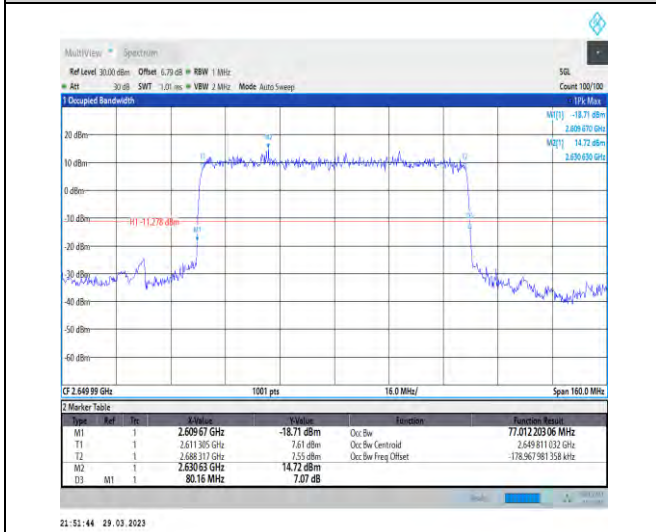 MultiView Spectrum
Ref Level 30.00 dBm Offset 6.79 dB RBW 1 MHz SGL
Att 30 dB SWT 1.01 ms VBW 2 MHz Mode Auto Sweep Count 100/100
1 Occupied Bandwidth 1Pk Max
M1[1] -18.71 dBm
2.609 670 GHz
M2[1] 14.72 dBm
2.630 630 GHz
20 dBm
10 dBm
0 dBm
-10 dBm
H1 -11.278 dBm
M1
-30 dBm
-40 dBm
-50 dBm
-60 dBm
CF 2.649 99 GHz 1001 pts 16.0 MHz/ Span 160.0 MHz
2 Marker Table
Type Ref Trc X-Value Y-Value Function Function Result
M1 1 2.609 67 GHz -18.71 dBm Occ Bw 77.012 203 06 MHz
T1 1 2.611 305 GHz 7.61 dBm Occ Bw Centroid 2.649 811 032 GHz
T2 1 2.688 317 GHz 7.55 dBm Occ Bw Freq Offset -178.967 981 358 kHz
M2 1 2.630 63 GHz 14.72 dBm
D3 M1 1 80.16 MHz 7.07 dB
21:51:44 29.03.2023